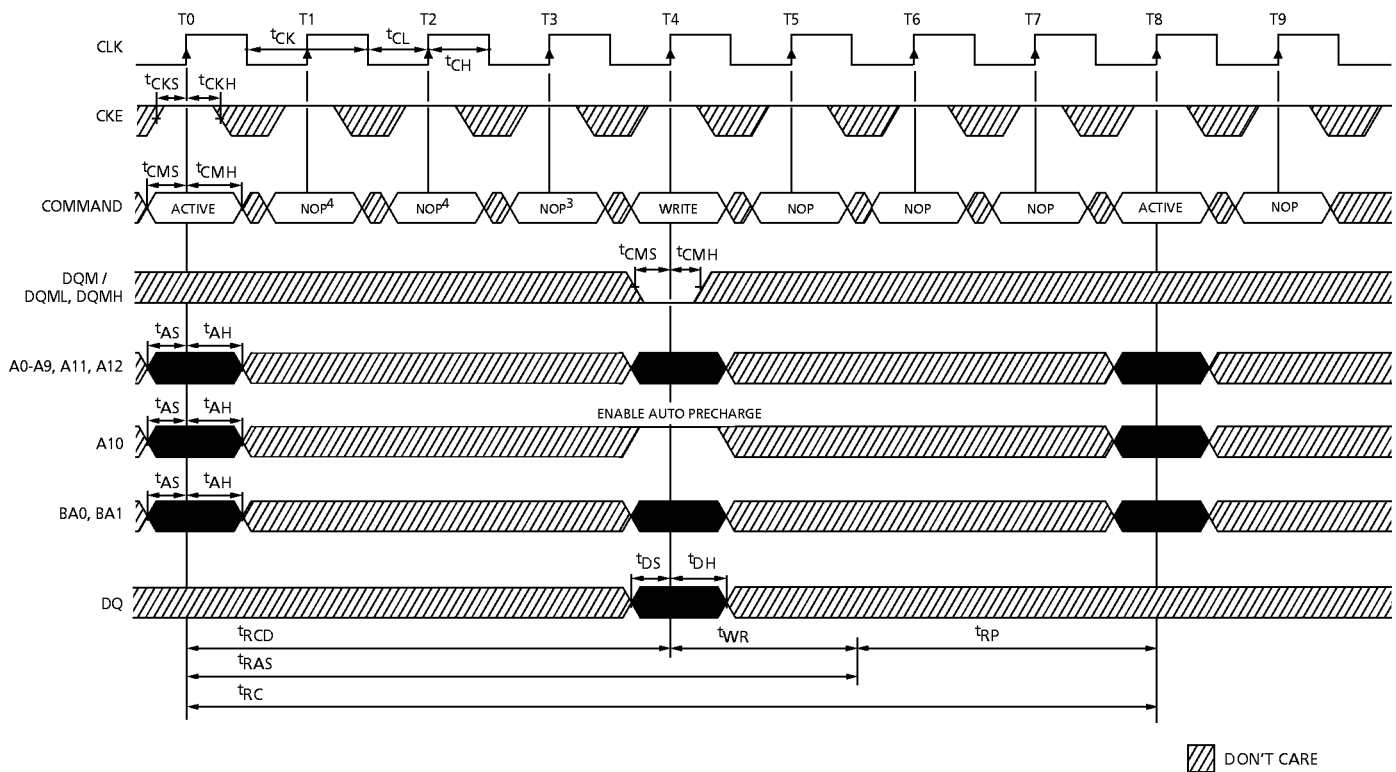 T0 T1 T2 T3 T4 T5 T6 T7 T8 T9
CLK
tCK tCL
tCH
tCKS tCKH
CKE
tCMS tCMH
COMMAND ACTIVE NOP4 NOP4 NOP3 WRITE NOP NOP NOP ACTIVE NOP
tCMS tCMH
DQM /
DQML, DQMH
tAS tAH
A0-A9, A11, A12
tAS tAH
ENABLE AUTO PRECHARGE
A10
tAS tAH
BA0, BA1
tDS tDH
DQ
tRCD tWR tRP
tRAS
tRC
DON'T CARE